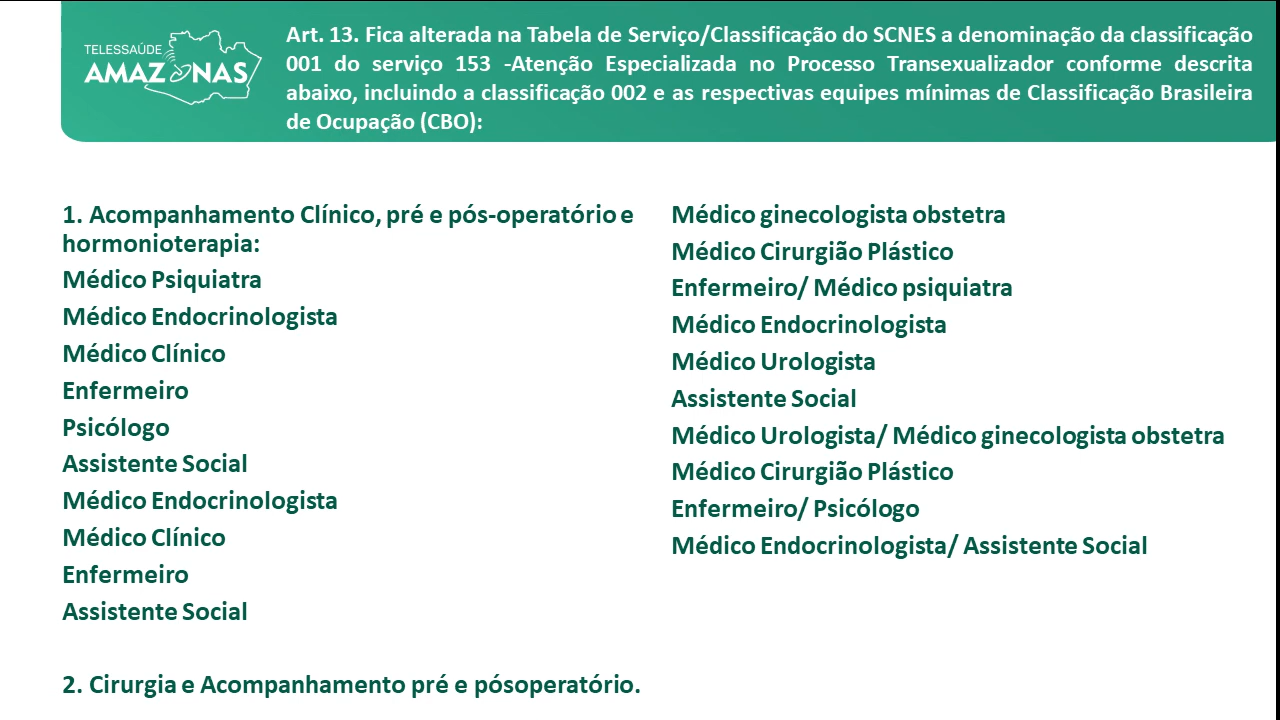 TELESSAÚDE
AMAZONAS
Art. 13. Fica alterada na Tabela de Serviço/Classificação do SCNES a denominação da classificação
001 do serviço 153 -Atenção Especializada no Processo Transexualizador conforme descrita
abaixo, incluindo a classificação 002 e as respectivas equipes mínimas de Classificação Brasileira
de Ocupação (CBO):
1. Acompanhamento Clínico, pré e pós-operatório e
hormonioterapia:
Médico Psiquiatra
Médico Endocrinologista
Médico Clínico
Enfermeiro
Psicólogo
Assistente Social
Médico Endocrinologista
Médico Clínico
Enfermeiro
Assistente Social
2. Cirurgia e Acompanhamento pré e pósoperatório.
Médico ginecologista obstetra
Médico Cirurgião Plástico
Enfermeiro/ Médico psiquiatra
Médico Endocrinologista
Médico Urologista
Assistente Social
Médico Urologista/ Médico ginecologista obstetra
Médico Cirurgião Plástico
Enfermeiro/ Psicólogo
Médico Endocrinologista/ Assistente Social